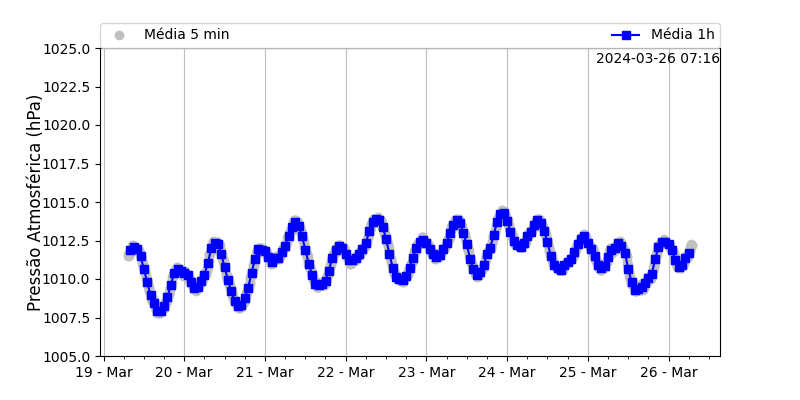 Média 5 min
Média 1h
2024-03-26 07:16
Pressão Atmosférica (hPa)
1025.0
1022.5
1020.0
1017.5
1015.0
1012.5
1010.0
1007.5
1005.0
19 - Mar
20 - Mar
21 - Mar
22 - Mar
23 - Mar
24 - Mar
25 - Mar
26 - Mar